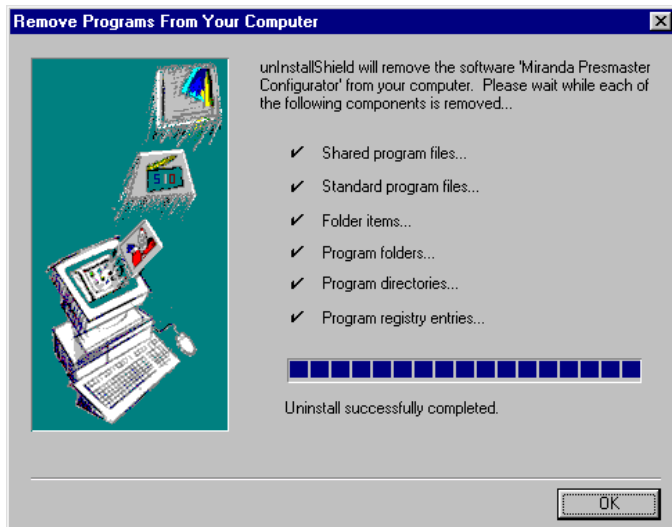 Remove Programs From Your Computer
unInstallShield will remove the software 'Miranda Presmaster
Configurator' from your computer. Please wait while each of
the following components is removed...
Shared program files...
Standard program files...
Folder items...
Program folders...
Program directories...
Program registry entries...
Uninstall successfully completed.
OK